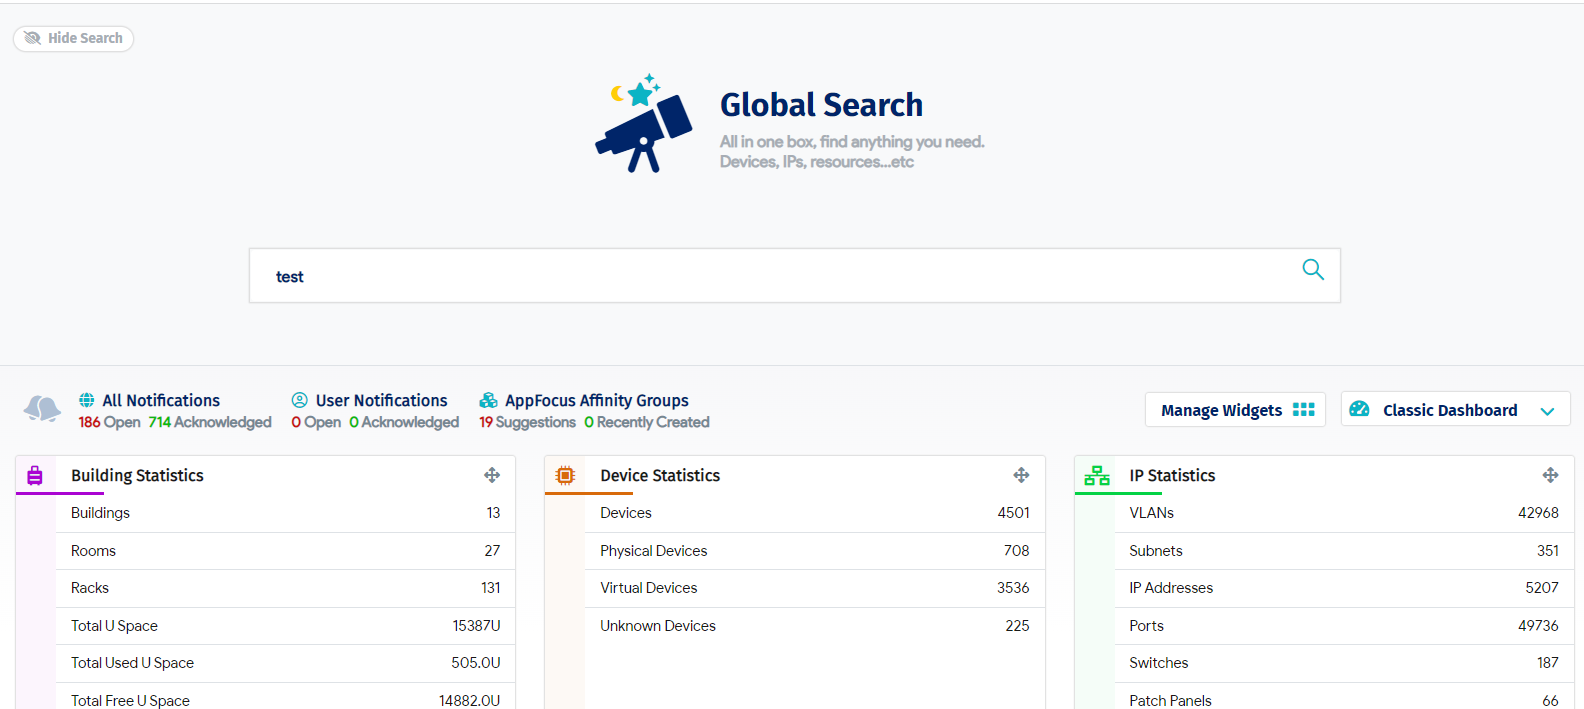 Hide Search
Global Search
All in one box, find anything you need.
Devices, IPs, resources...etc
test
All Notifications
186 Open 714 Acknowledged
User Notifications
0 Open 0 Acknowledged
AppFocus Affinity Groups
19 Suggestions 0 Recently Created
Manage Widgets
Classic Dashboard
Building Statistics
Buildings 13
Rooms 27
Racks 131
Total U Space 15387U
Total Used U Space 505.0U
Total Free U Space 14882.0U
Device Statistics
Devices 4501
Physical Devices 708
Virtual Devices 3536
Unknown Devices 225
IP Statistics
VLANs 42968
Subnets 351
IP Addresses 5207
Ports 49736
Switches 187
Patch Panels 66